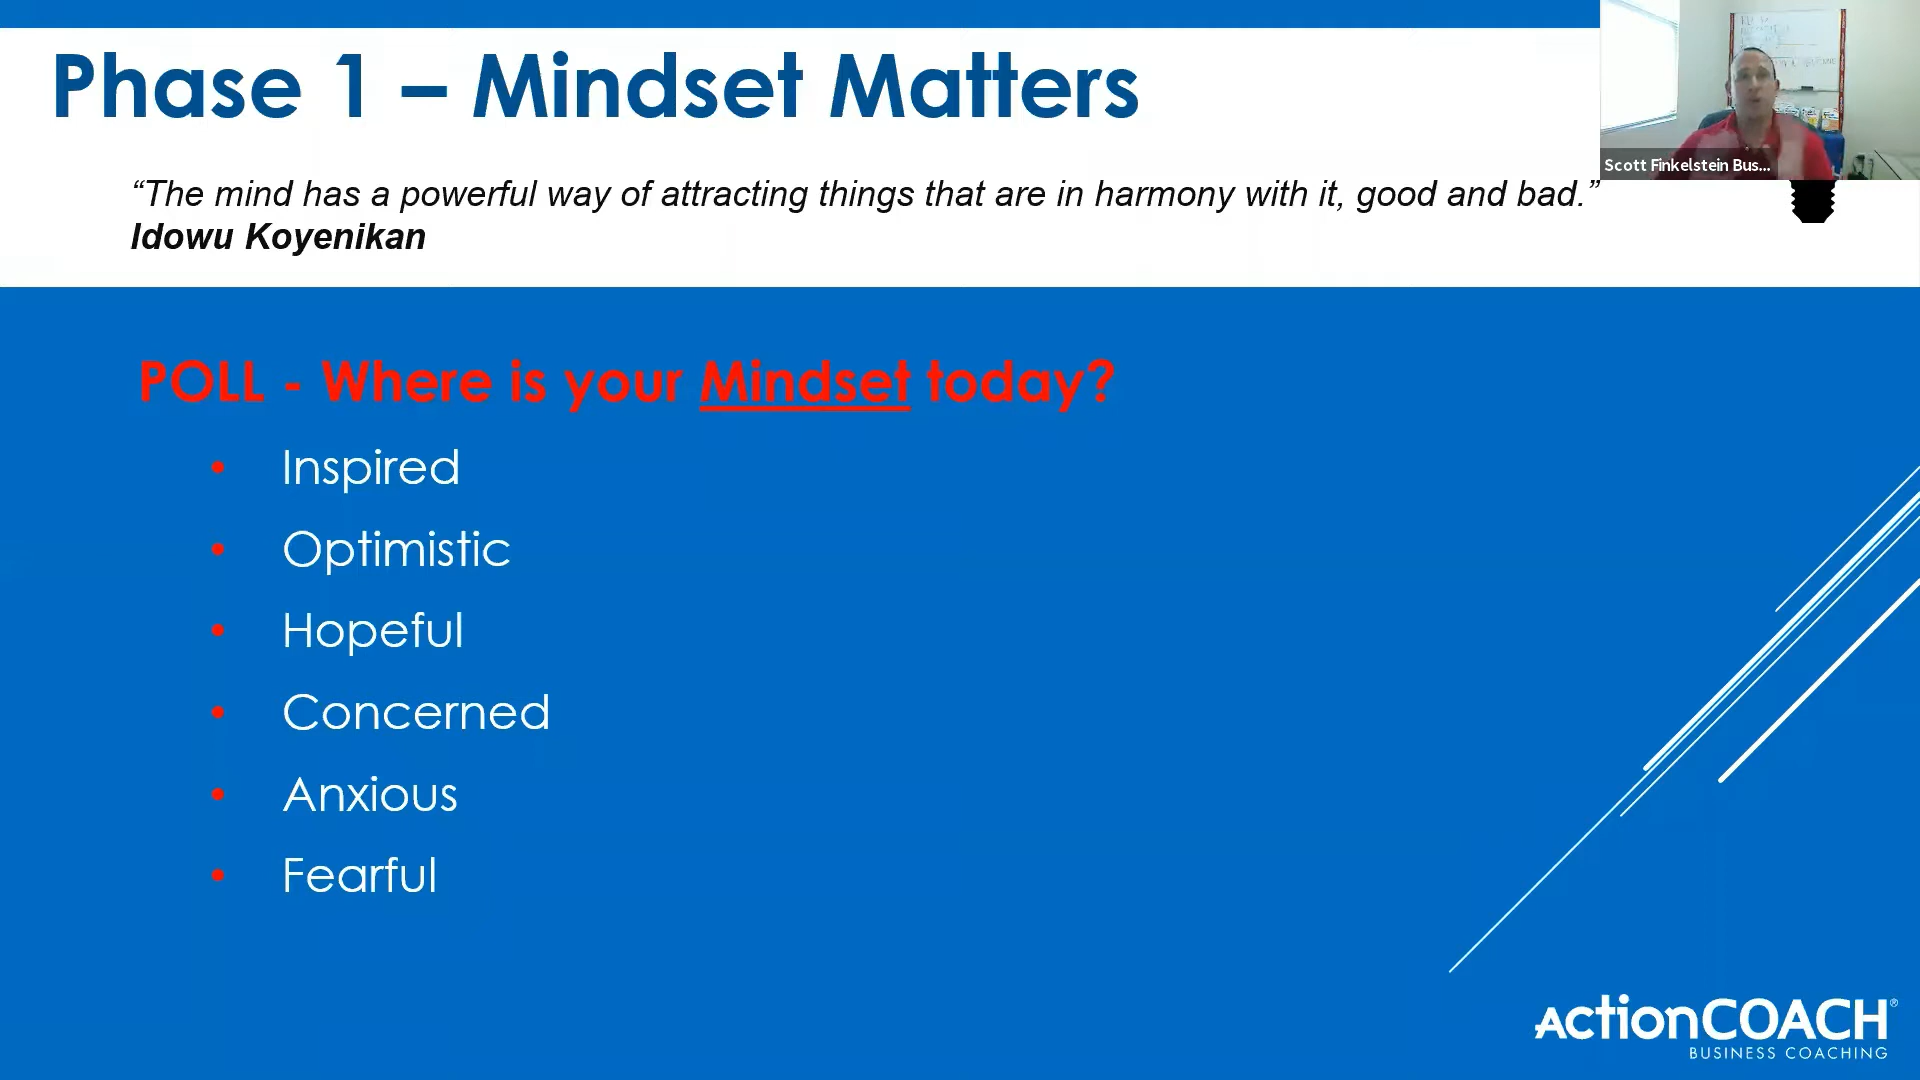 Phase 1 – Mindset Matters
“The mind has a powerful way of attracting things that are in harmony with it, good and bad.”
Idowu Koyenikan
Scott Finkelstein Bus...
POLL - Where is your Mindset today?
• Inspired
• Optimistic
• Hopeful
• Concerned
• Anxious
• Fearful
ActionCOACH®
BUSINESS COACHING